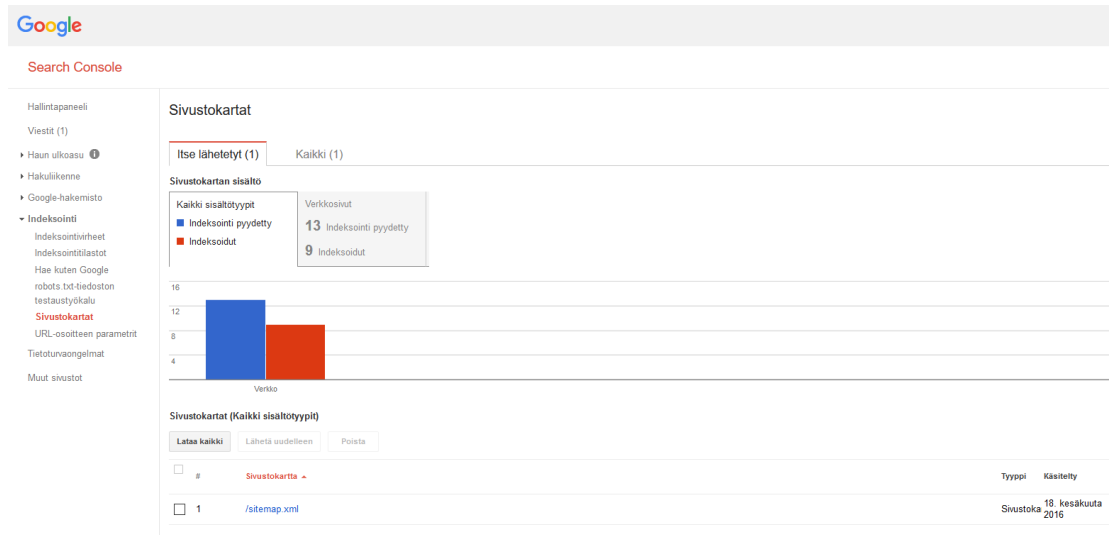 Google
Search Console
Hallintapaneeli
Viestit (1)
Haun ulkoasu
Hakuliikenne
Google-hakemisto
Indeksointi
Indeksointivirheet
Indeksointitilastot
Hae kuten Google
robots.txt-tiedoston
testaustyökalu
Sivustokartat
URL-osoitteen parametrit
Tietoturvaongelmat
Muut sivustot
Sivustokartat
Itse lähetetyt (1) Kaikki (1)
Sivustokartan sisältö
Kaikki sisältötyypit
Indeksointi pyydetty
Indeksoidut
Verkkosivut
13 Indeksointi pyydetty
9 Indeksoidut
16
12
8
4
Verkko
Sivustokartat (Kaikki sisältötyypit)
Lataa kaikki Lähetä uudelleen Poista
# Sivustokartta Tyyppi Käsitelty
1 /sitemap.xml Sivustoka 18. kesäkuuta
2016